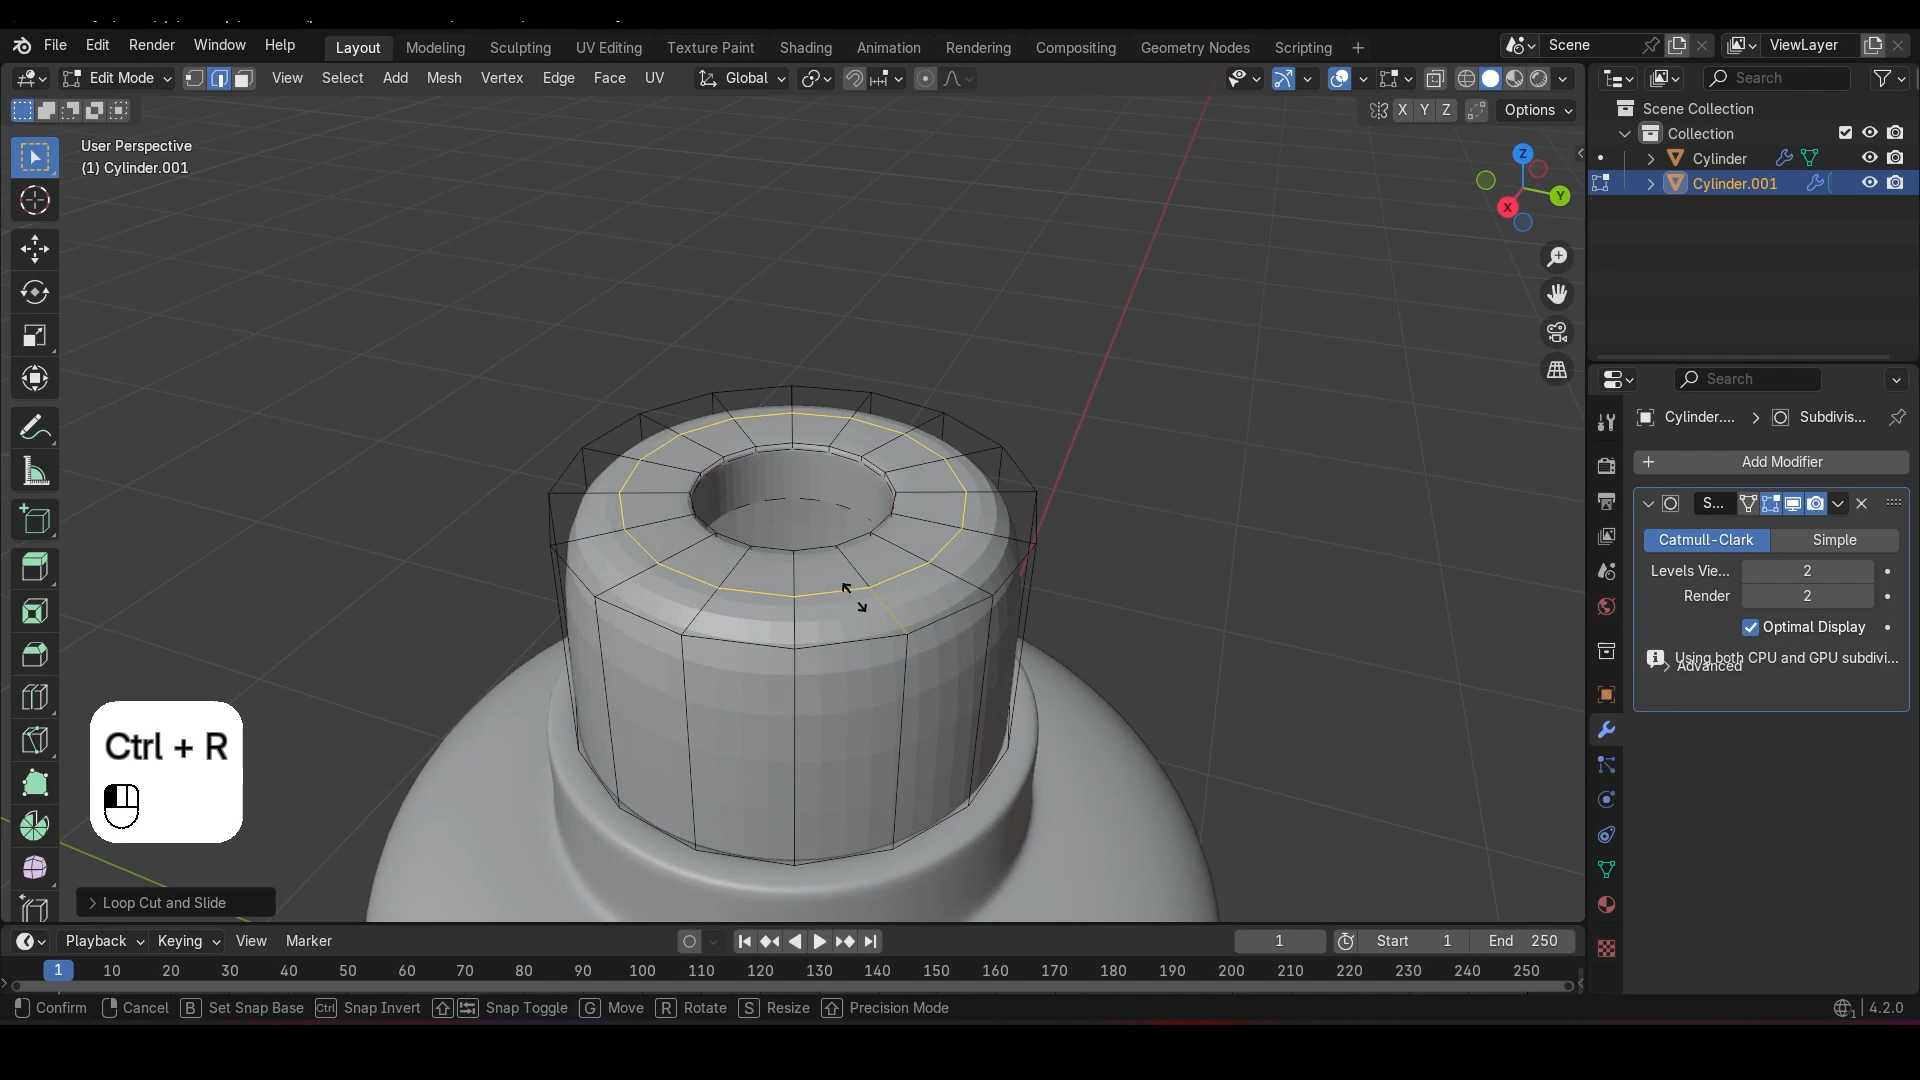 File Edit Render Window Help Layout Modeling Sculpting UV Editing Texture Paint Shading Animation Rendering Compositing Geometry Nodes Scripting Scene ViewLayer
Edit Mode View Select Add Mesh Vertex Edge Face UV Global Search
X Y Z Options
Scene Collection
Collection
Cylinder
Cylinder.001
User Perspective
(1) Cylinder.001
Z
Y
X
Search
Cylinder.... Subdivis...
Add Modifier
S...
Catmull-Clark Simple
Levels Vie... 2
Render 2
Optimal Display
Using both CPU and GPU subdivi...
Advanced
Ctrl + R
Loop Cut and Slide
Playback Keying View Marker 1 Start 1 End 250
1 10 20 30 40 50 60 70 80 90 100 110 120 130 140 150 160 170 180 190 200 210 220 230 240 250
Confirm Cancel B Set Snap Base Ctrl Snap Invert Snap Toggle G Move R Rotate S Resize Precision Mode 1 4.2.0